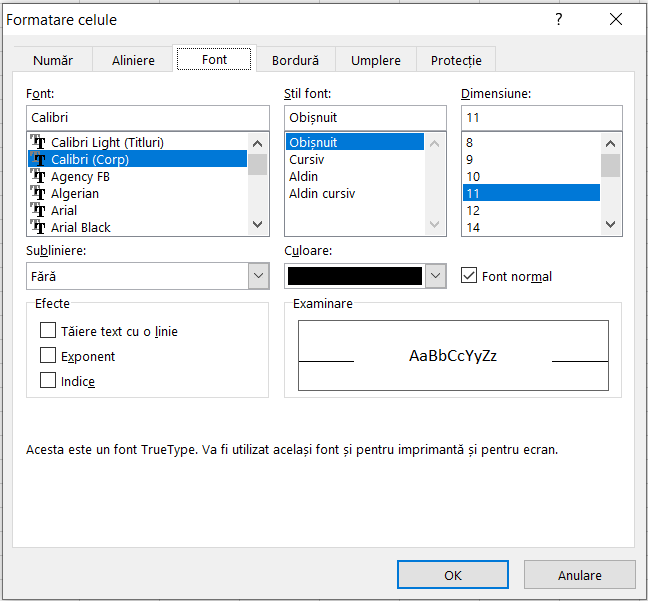 Formatare celule ?
Număr Aliniere Font Bordură Umplere Protecție
Font: Stil font: Dimensiune:
Calibri Obișnuit 11
Calibri Light (Titluri) Obișnuit 8
Calibri (Corp) Cursiv 9
Agency FB Aldin 10
Algerian Aldin cursiv 11
Arial 12
Arial Black 14
Subliniere: Culoare:
Fără Font normal
Efecte Examinare
Tăiere text cu o linie
Exponent AaBbCcYyZz
Indice
Acesta este un font TrueType. Va fi utilizat același font și pentru imprimantă și pentru ecran.
OK Anulare